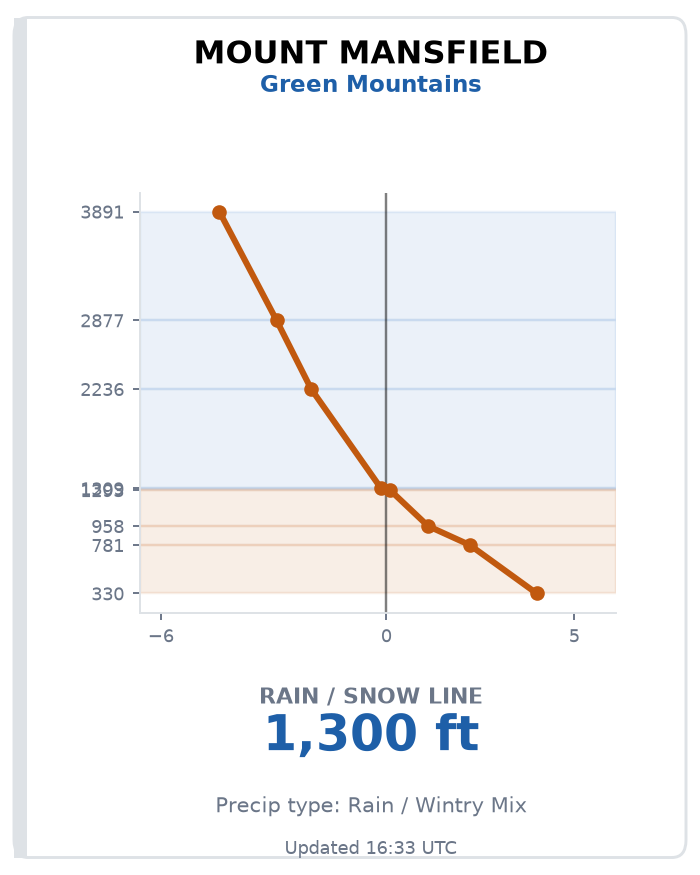 MOUNT MANSFIELD
Green Mountains
3891
2877
2236
958
781
330
−6 0 5
RAIN / SNOW LINE
1,300 ft
Precip type: Rain / Wintry Mix
Updated 16:33 UTC